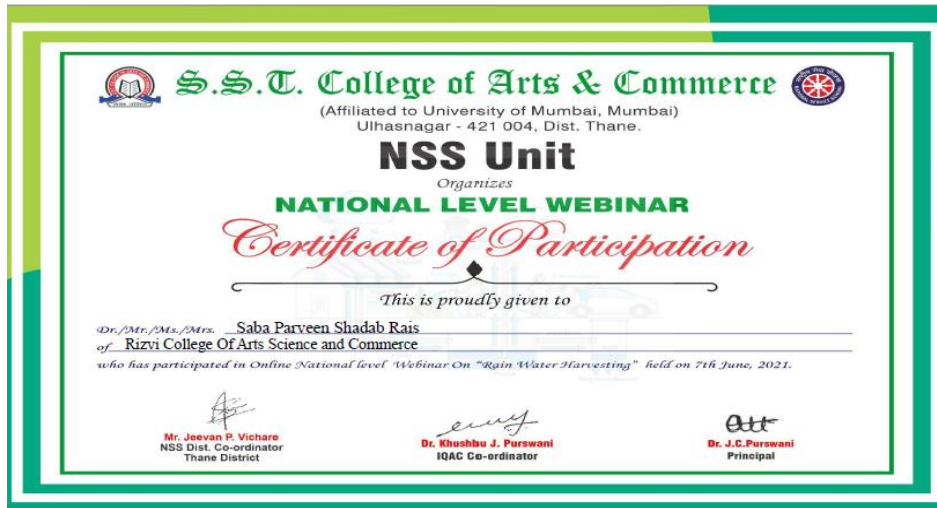 S.S.T. College of Arts & Commerce
(Affiliated to University of Mumbai, Mumbai)
Ulhasnagar - 421 004, Dist. Thane.
NSS Unit
Organizes
NATIONAL LEVEL WEBINAR
Certificate of Participation
This is proudly given to
Dr./Mr./Ms./Mrs. Saba Parveen Shadab Rais
of Rizvi College Of Arts Science and Commerce
who has participated in Online National level Webinar On "Rain Water Harvesting" held on 7th June, 2021.
Mr. Jeevan P. Vichare
NSS Dist. Co-ordinator
Thane District
Dr. Khushbu J. Purswani
IQAC Co-ordinator
Dr. J.C.Purswani
Principal